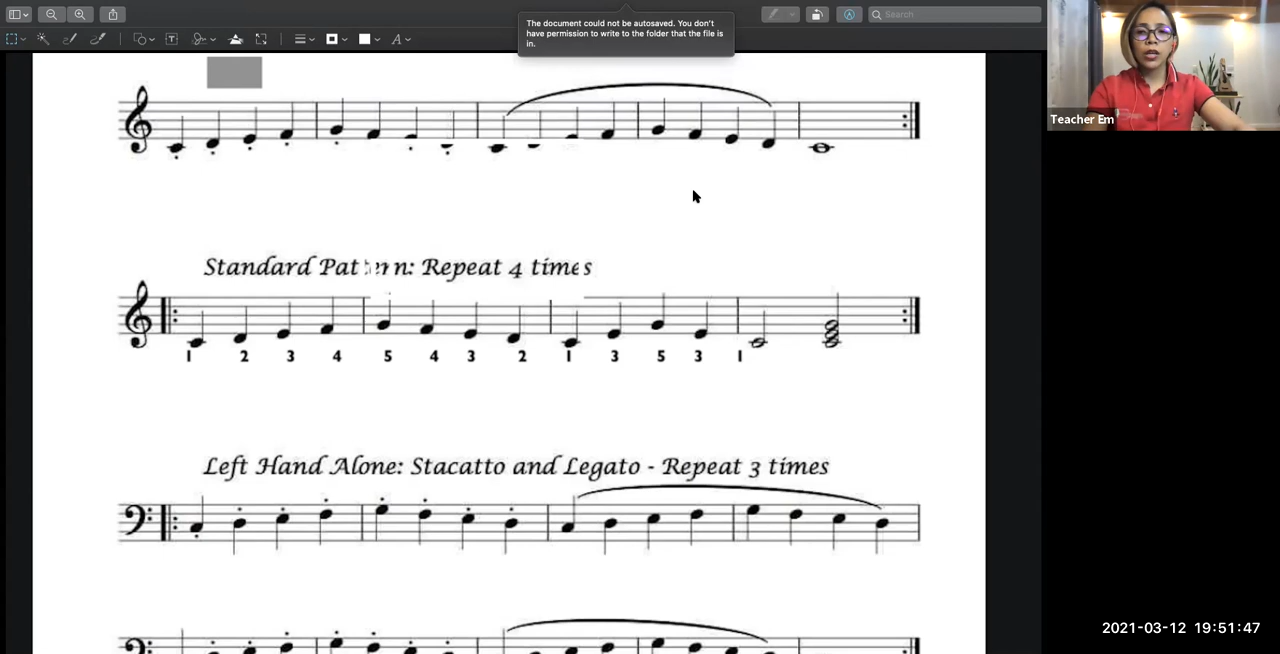 Search
The document could not be autosaved. You don't
have permission to write to the folder that the file is
in.
Teacher Em
Standard Pattern: Repeat 4 times
1 2 3 4 5 4 3 2 1 3 5 3 1
Left Hand Alone: Stacatto and Legato - Repeat 3 times
2021-03-12 19:51:47